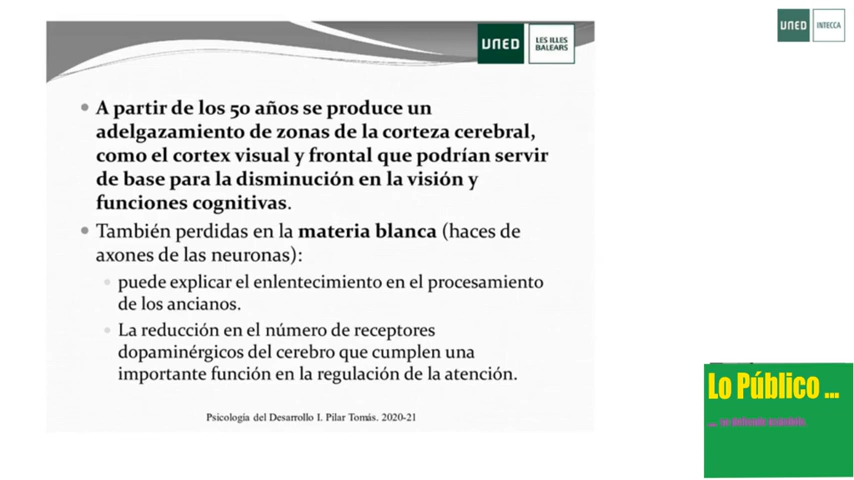 UNED
INTECCA
UNED
LES ILLES
BALEARS
A partir de los 50 años se produce un
adelgazamiento de zonas de la corteza cerebral,
como el cortex visual y frontal que podrían servir
de base para la disminución en la visión y
funciones cognitivas.
También perdidas en la materia blanca (haces de
axones de las neuronas):
puede explicar el enlentecimiento en el procesamiento
de los ancianos.
La reducción en el número de receptores
dopaminérgicos del cerebro que cumplen una
importante función en la regulación de la atención.
Psicología del Desarrollo I. Pilar Tomás. 2020-21
Lo Público ...